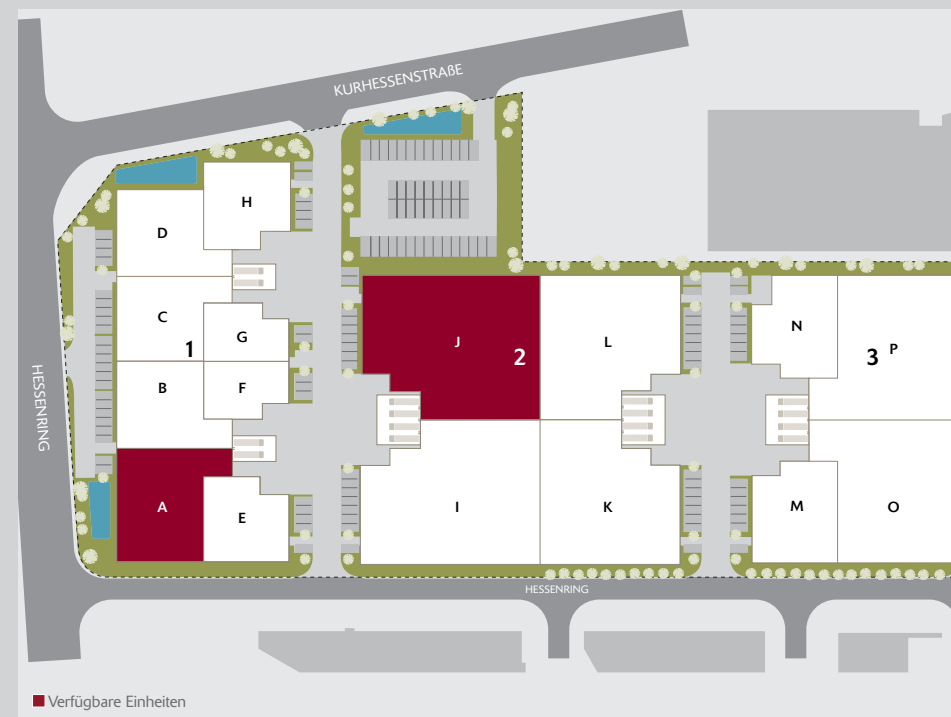 KURHESSENSTRAßE
H
D
C
1
G
B
F
A
E
J
2
L
I
K
N
3
P
M
O
HESSENRING
HESSENRING
Verfügbare Einheiten